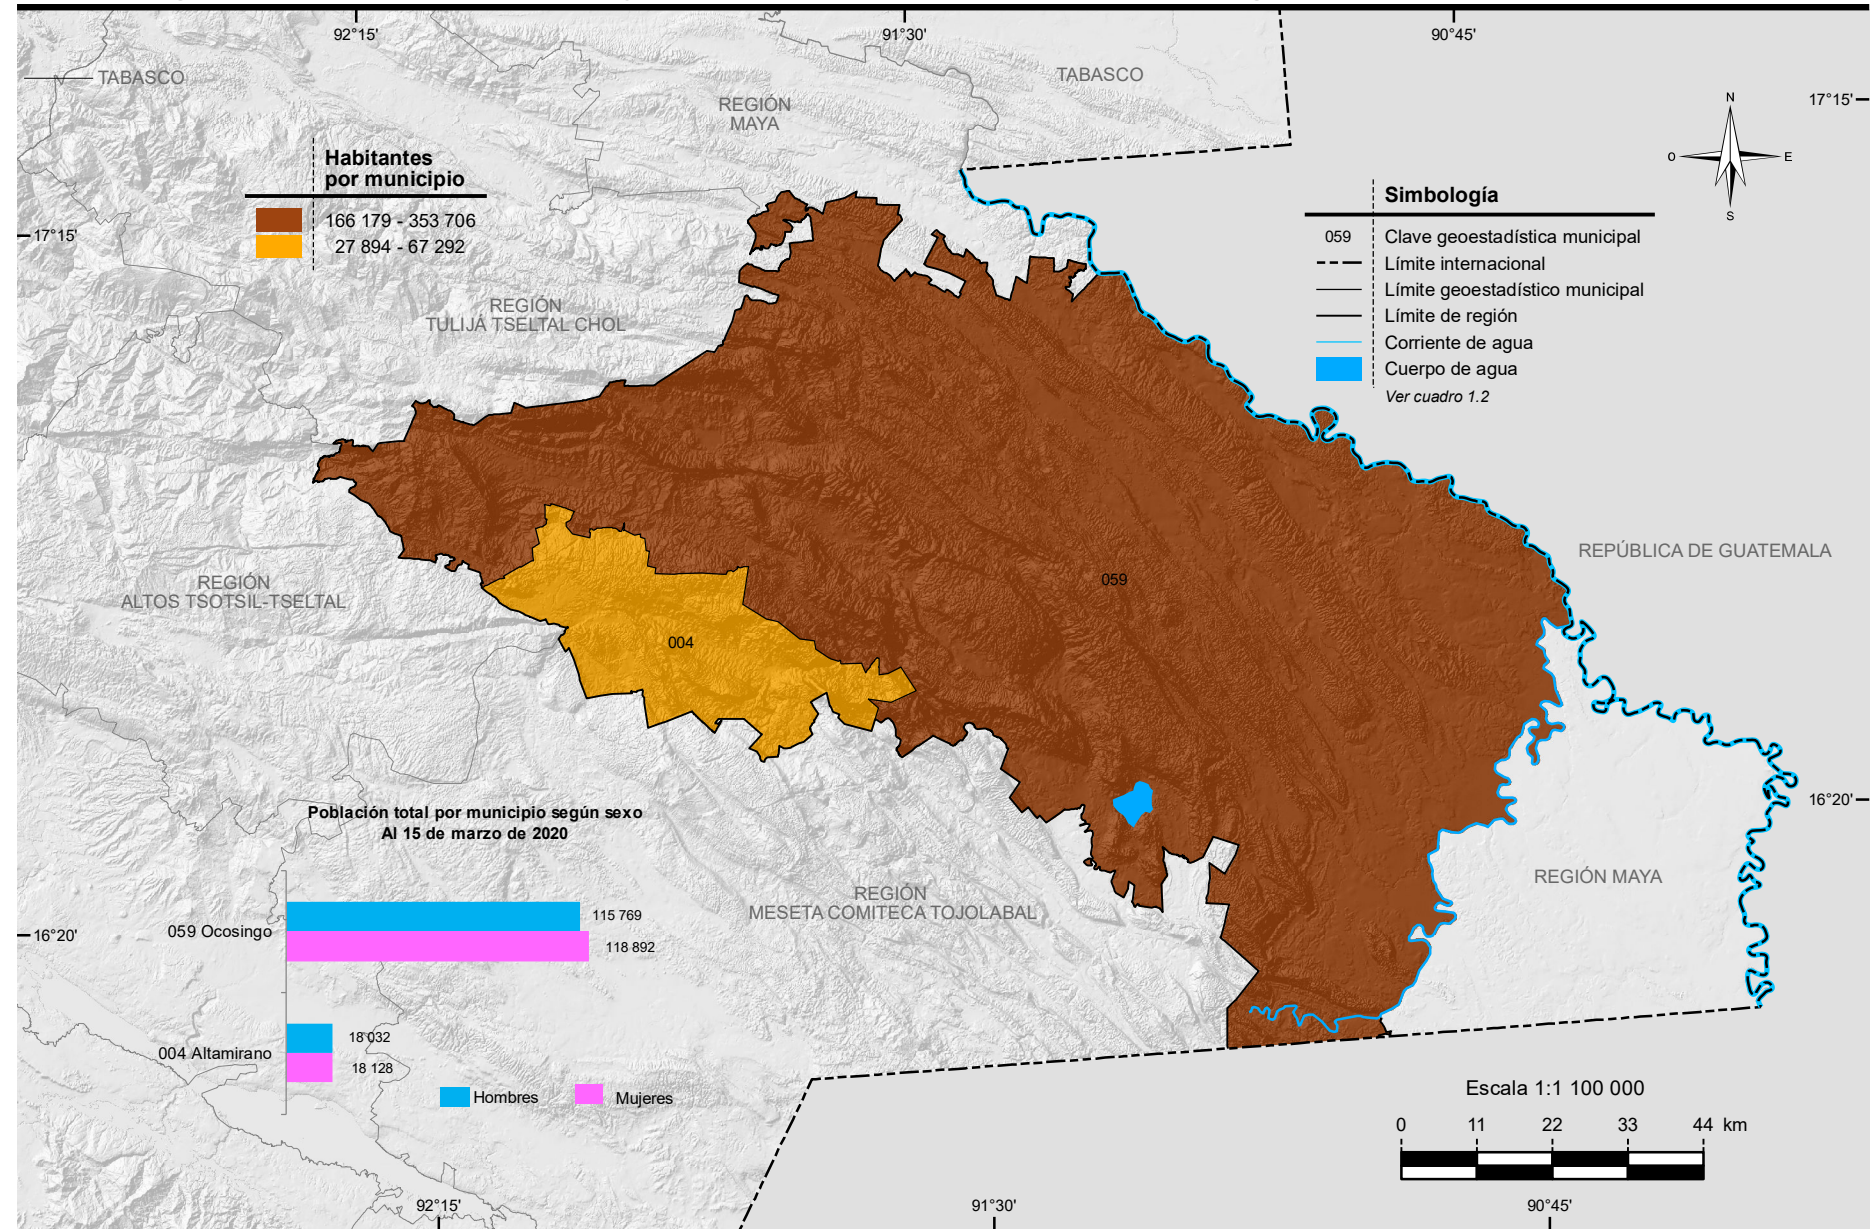 92°15'
91°30'
90°45'
TABASCO
TABASCO
REGIÓN
MAYA
17°15'
N
O
E
S
Habitantes
por municipio
166 179 - 353 706
27 894 - 67 292
17°15'
Simbología
059 Clave geoestadística municipal
Límite internacional
Límite geoestadístico municipal
Límite de región
Corriente de agua
Cuerpo de agua
Ver cuadro 1.2
REGIÓN
TULIJÁ TSELTAL CHOL
REPÚBLICA DE GUATEMALA
059
REGIÓN
ALTOS TSOTSIL-TSELTAL
004
16°20'
Población total por municipio según sexo
Al 15 de marzo de 2020
REGIÓN MAYA
REGIÓN
MESETA COMITECA TOJOLABAL
16°20'
059 Ocosingo
115 769
118 892
004 Altamirano
18 032
18 128
Hombres
Mujeres
Escala 1:1 100 000
0 11 22 33 44 km
92°15'
91°30'
90°45'